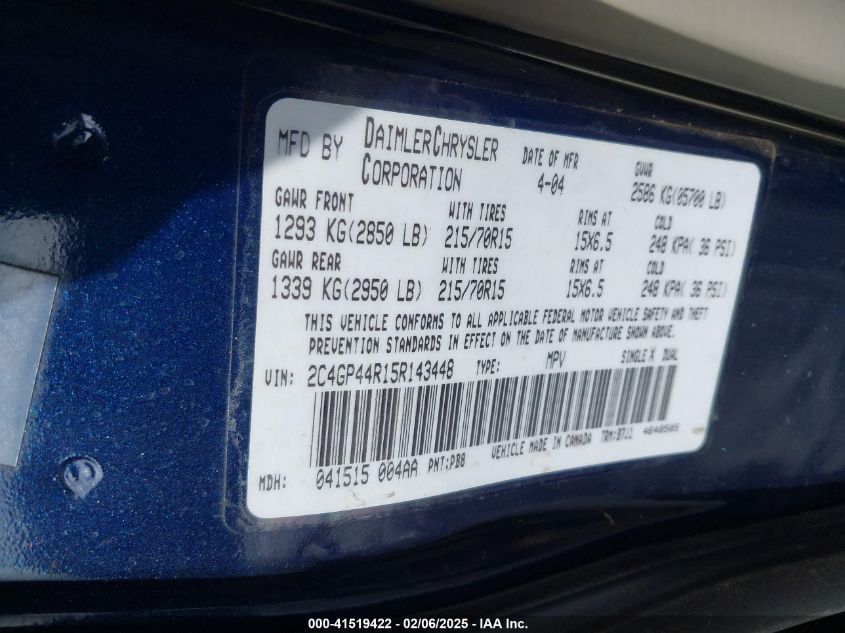 MFD BY DAIMLERCHRYSLER CORPORATION DATE OF MFR 4-04 GVWR 2586 KG(05700 LB)
GAWR FRONT WITH TIRES RIMS AT COLD
1293 KG(2850 LB) 215/70R15 15X6.5 248 KPA( 36 PSI)
GAWR REAR WITH TIRES RIMS AT COLD
1339 KG(2950 LB) 215/70R15 15X6.5 248 KPA( 36 PSI)
THIS VEHICLE CONFORMS TO ALL APPLICABLE FEDERAL MOTOR VEHICLE SAFETY AND THEFT
PREVENTION STANDARDS IN EFFECT ON THE DATE OF MANUFACTURE SHOWN ABOVE.
VIN: 2C4GP44R15R143448 TYPE: MPV SINGLE X DUAL
MDH: 041515 004AA PNT:PB8 VEHICLE MADE IN CANADA TRM:
000-41519422 - 02/06/2025 - IAA Inc.